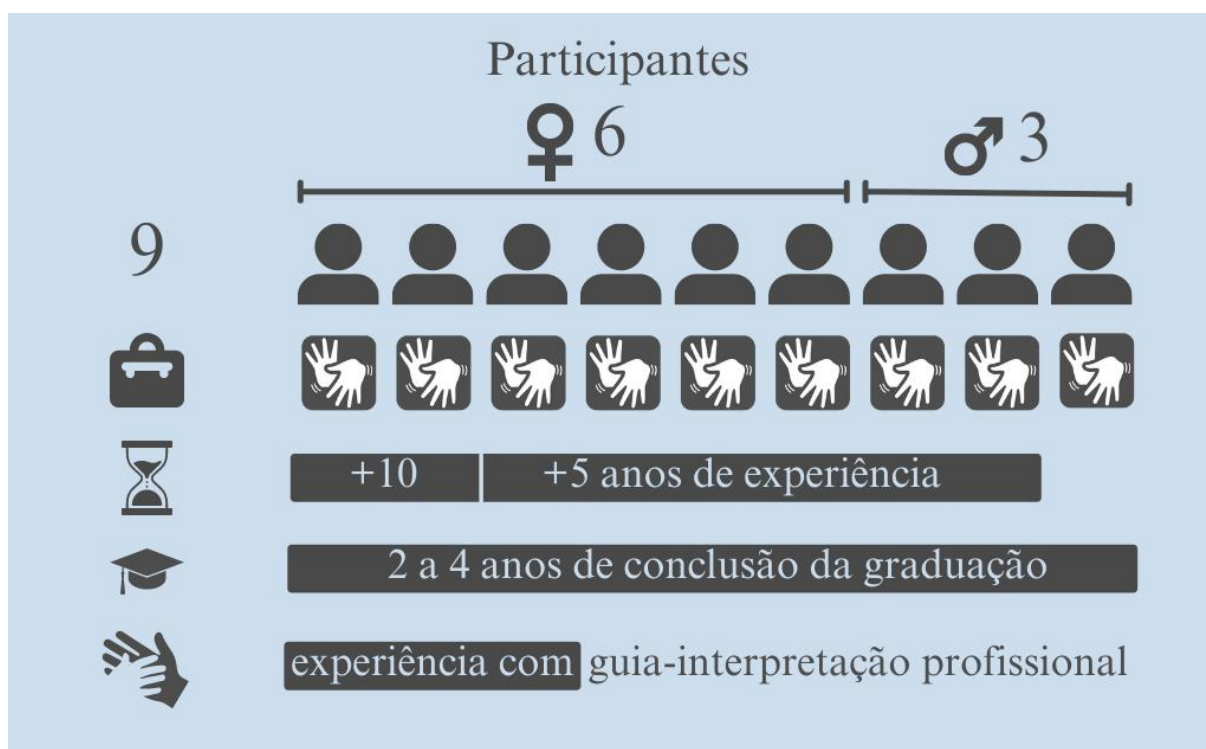 Participantes
6 3
9
+10 +5 anos de experiência
2 a 4 anos de conclusão da graduação
experiência com guia-interpretação profissional